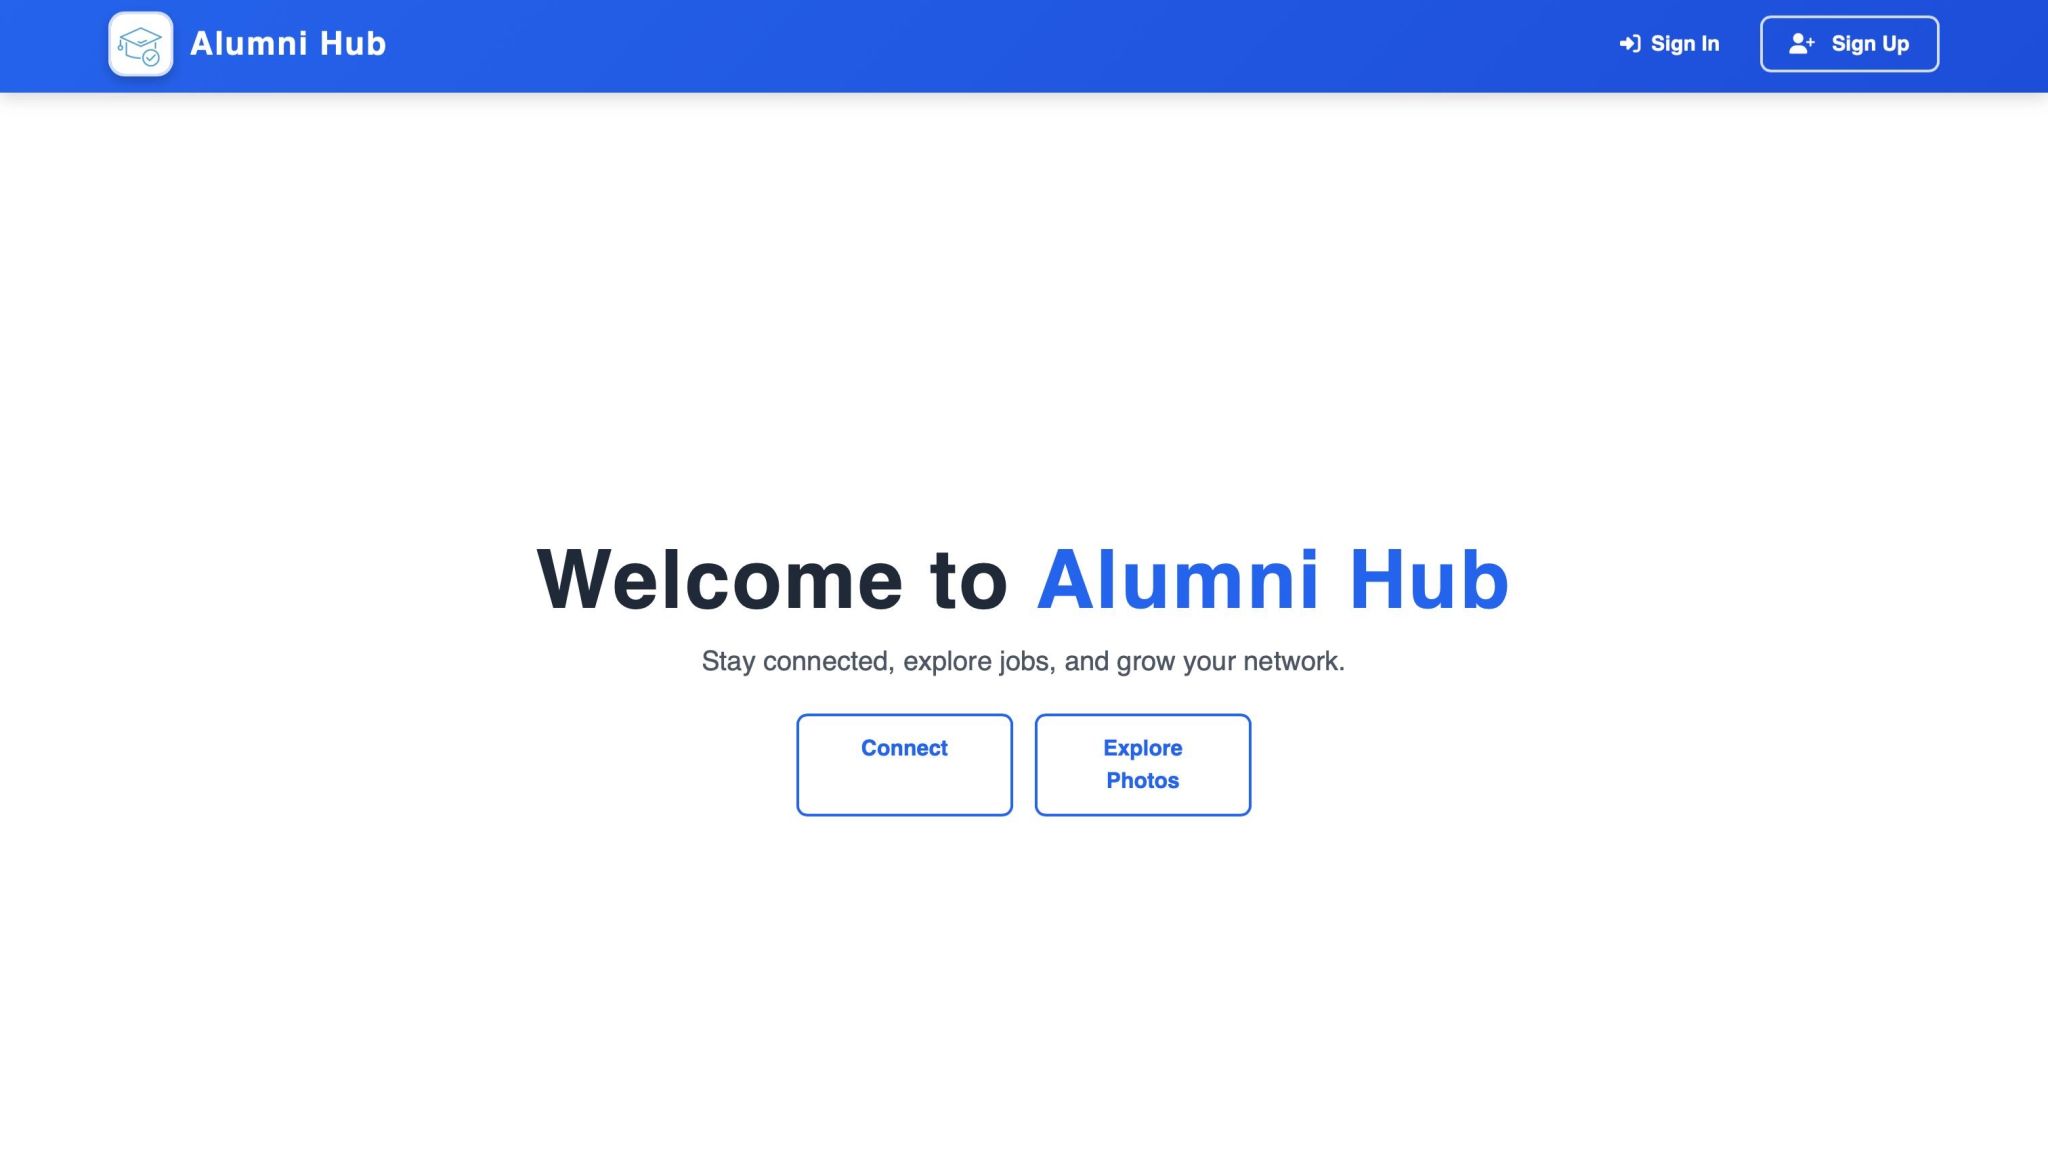 Alumni Hub
Sign In
Sign Up
Welcome to Alumni Hub
Stay connected, explore jobs, and grow your network.
Connect
Explore
Photos